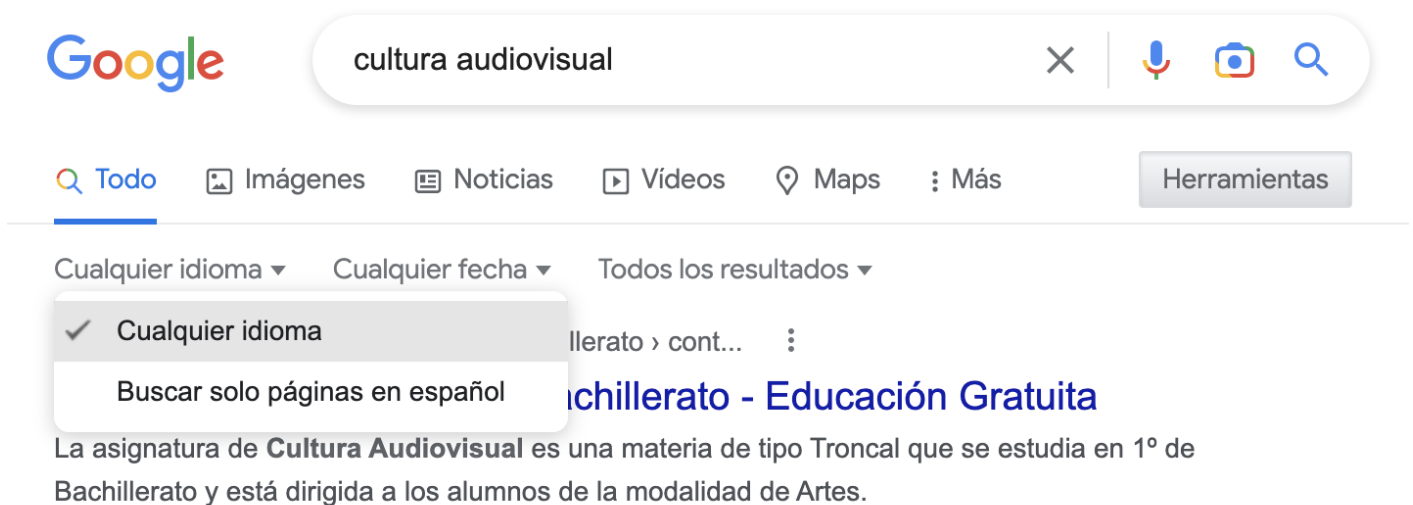 Google cultura audiovisual
Todo Imágenes Noticias Vídeos Maps Más Herramientas
Cualquier idioma Cualquier fecha Todos los resultados
Cualquier idioma
llerato › cont...
Buscar solo páginas en español
achillerato - Educación Gratuita
La asignatura de Cultura Audiovisual es una materia de tipo Troncal que se estudia en 1º de
Bachillerato y está dirigida a los alumnos de la modalidad de Artes.